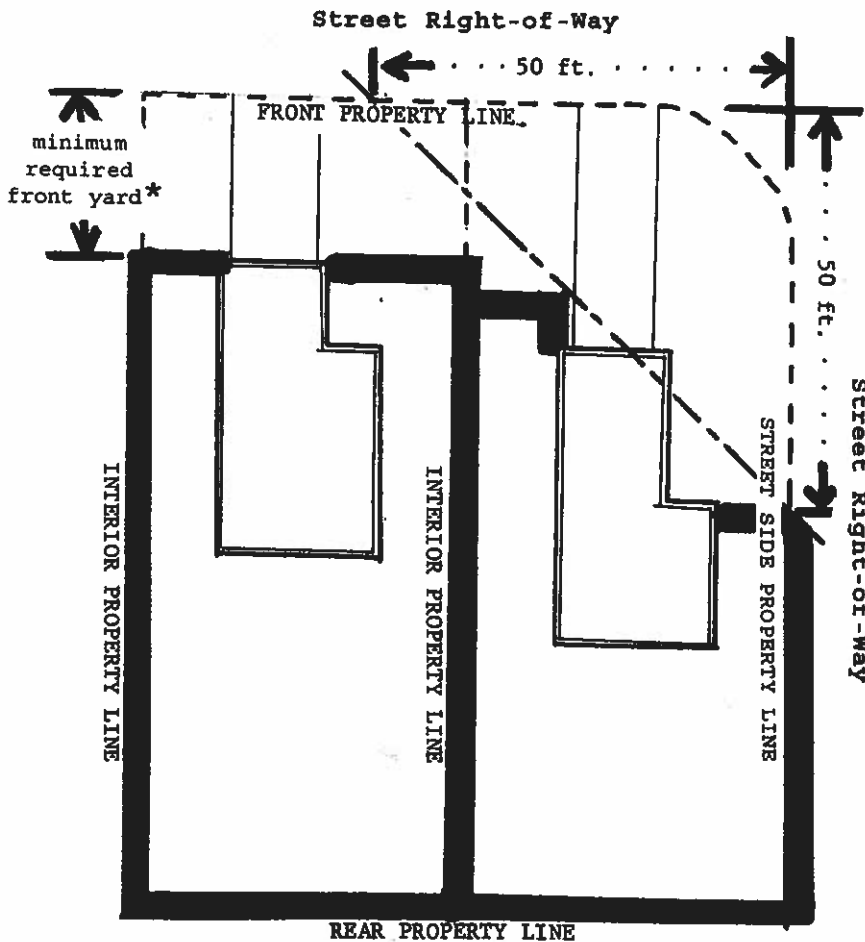 Street Right-of-Way
50 ft.
FRONT PROPERTY LINE
minimum
required
front yard*
50 ft.
Street Right-of-Way
INTERIOR PROPERTY LINE
INTERIOR PROPERTY LINE
STREET SIDE PROPERTY LINE
REAR PROPERTY LINE